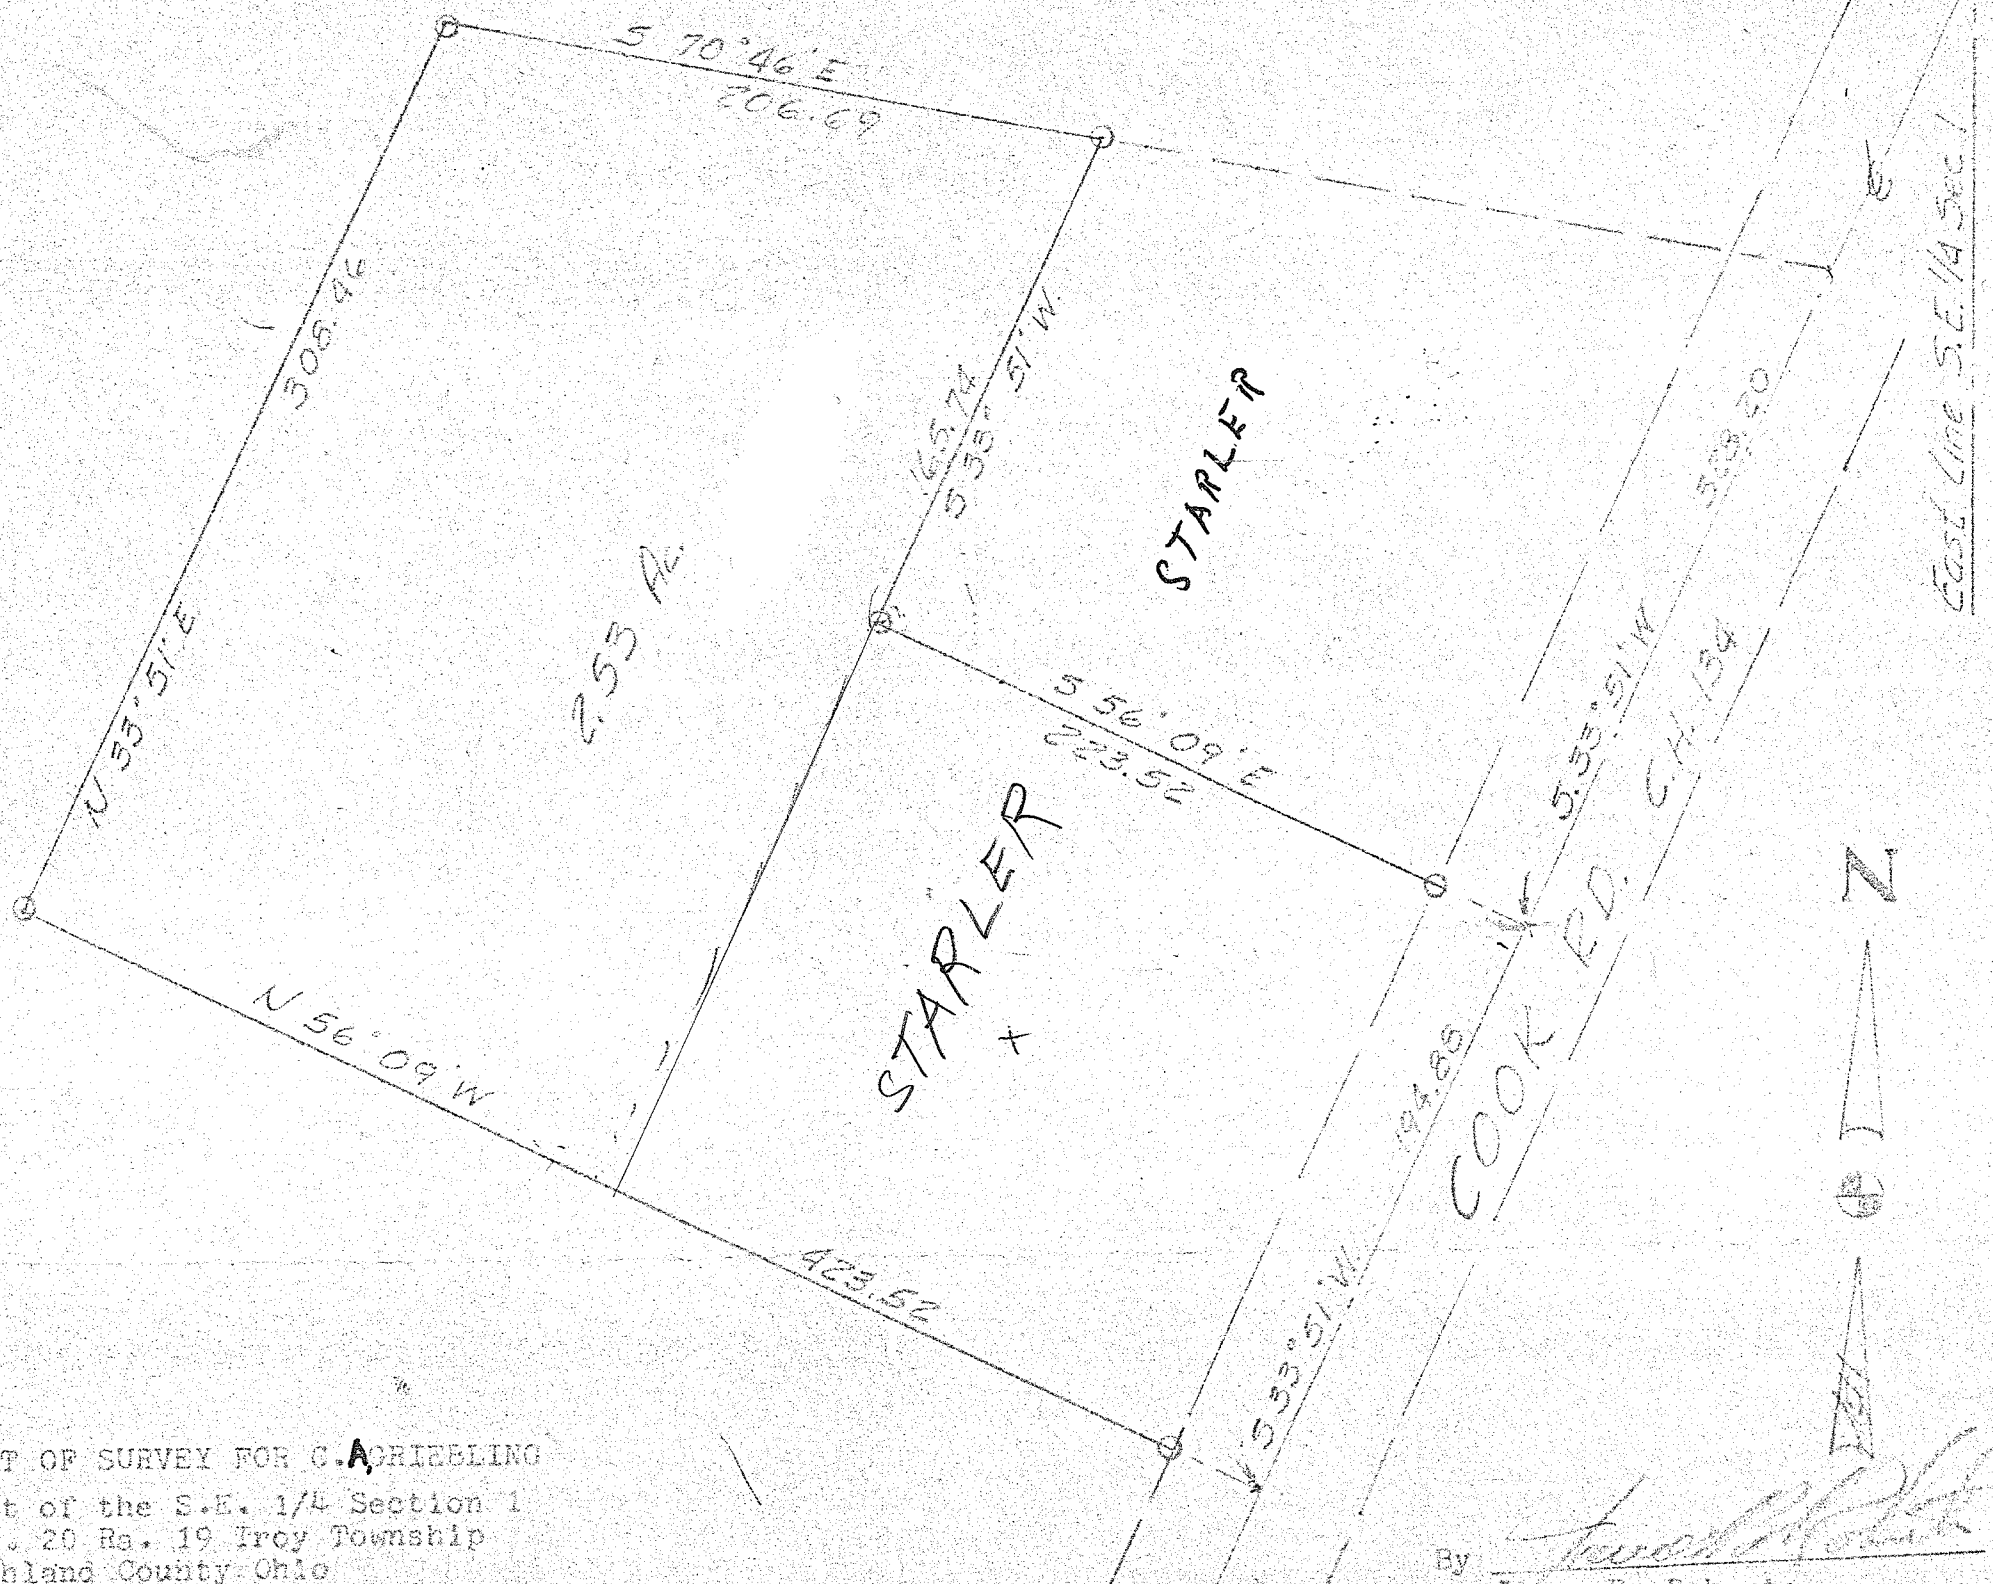 S 70°46'E
206.69
N 33°51'E
308.44
165.74
S 33° 51' W.
2.53 Ac.
STARLER
S 56°09'E
223.52
STARLER
x
N 56°09'W
423.52
588.20
S.33°51'W
C.H. 134
COOK RD.
194.85
S 33°51'W.
East Line S.E. 1/4 Sec 1
N
T OF SURVEY FOR C.A. GRIEBLING
t of the S.E. 1/4 Section 1
. 20 Ra. 19 Troy Township
hland County Ohio
By